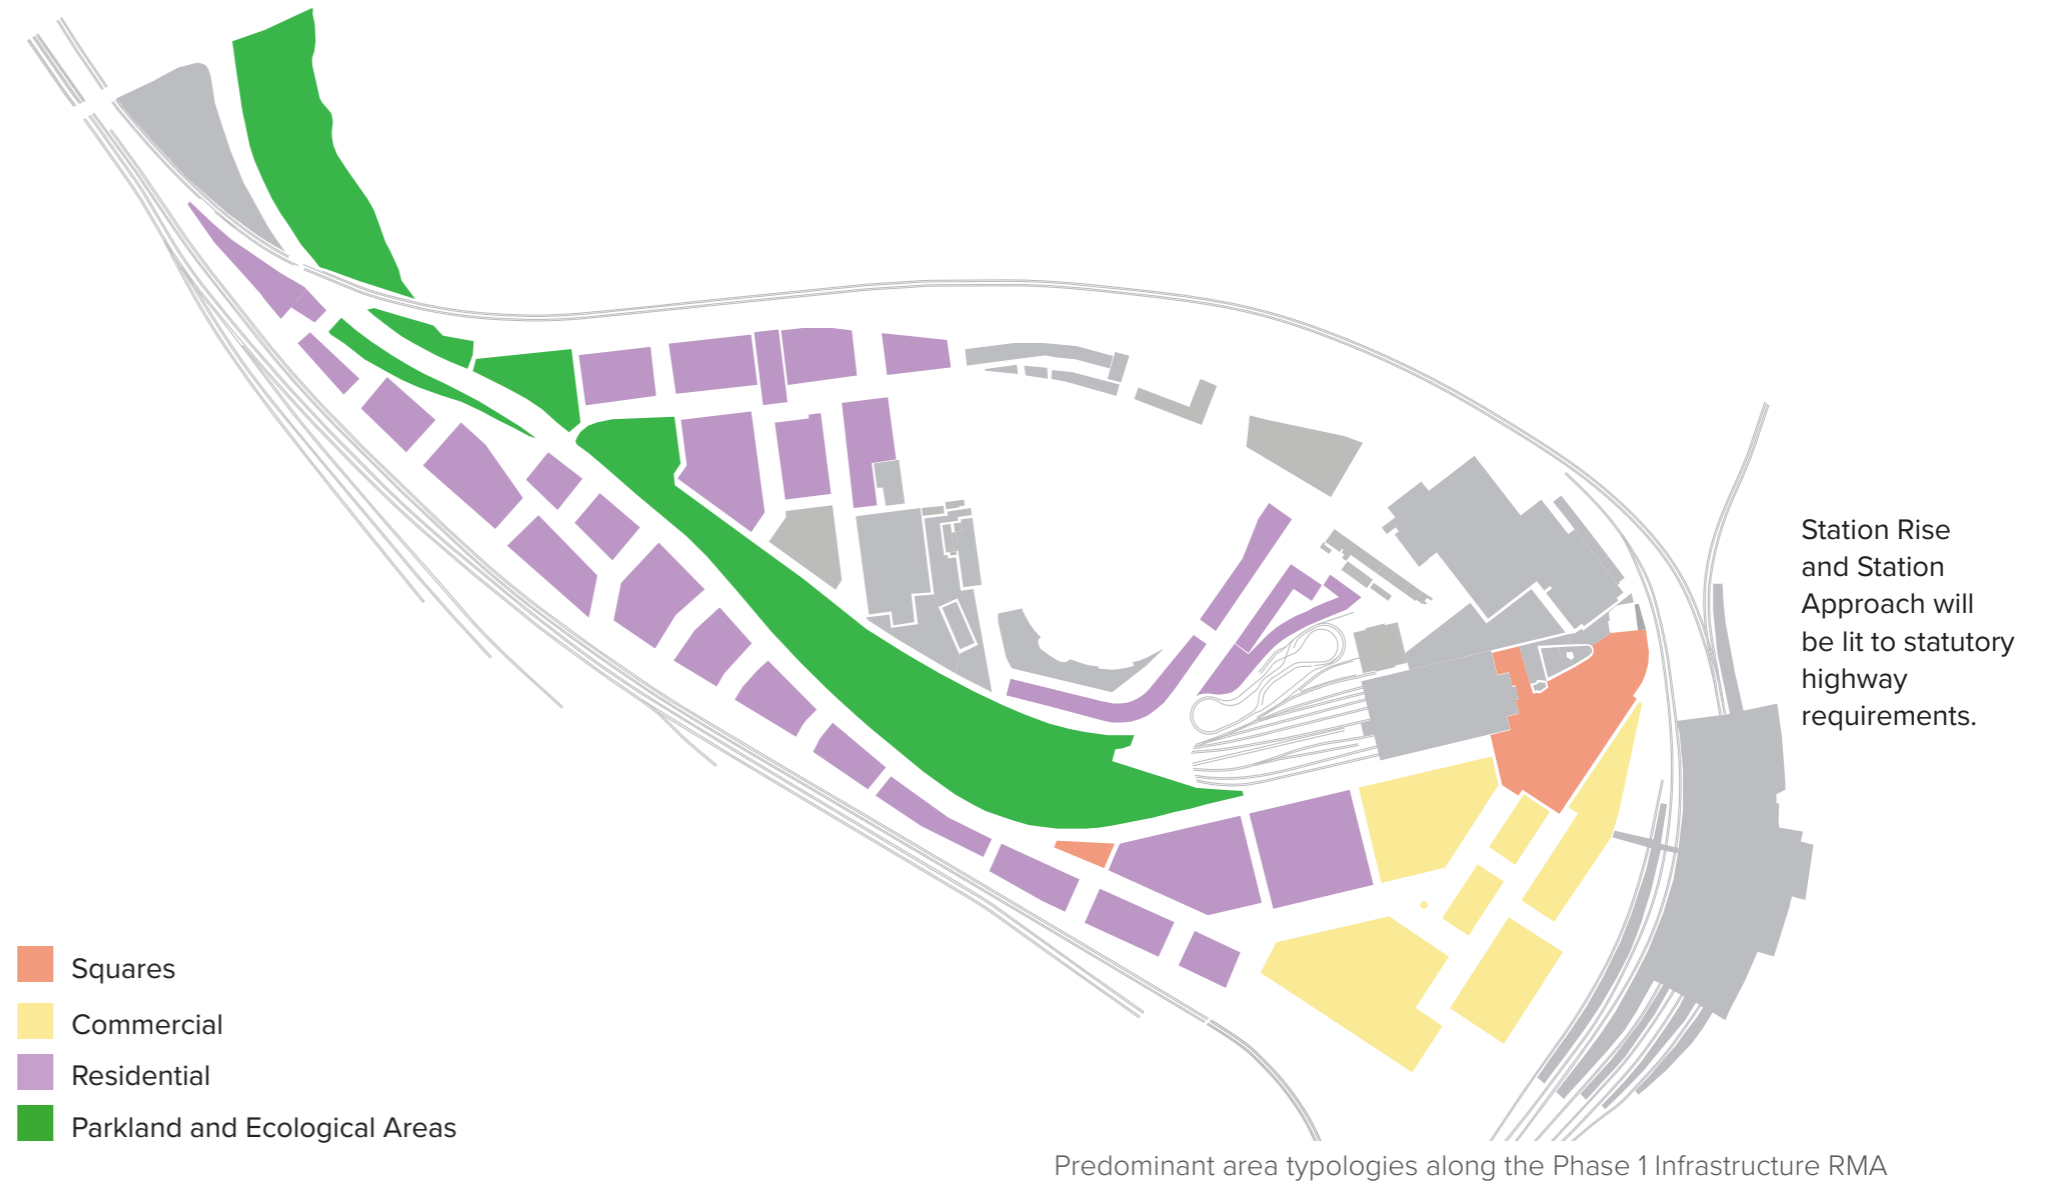 Station Rise
and Station
Approach will
be lit to statutory
highway
requirements.
Squares
Commercial
Residential
Parkland and Ecological Areas
Predominant area typologies along the Phase 1 Infrastructure RMA